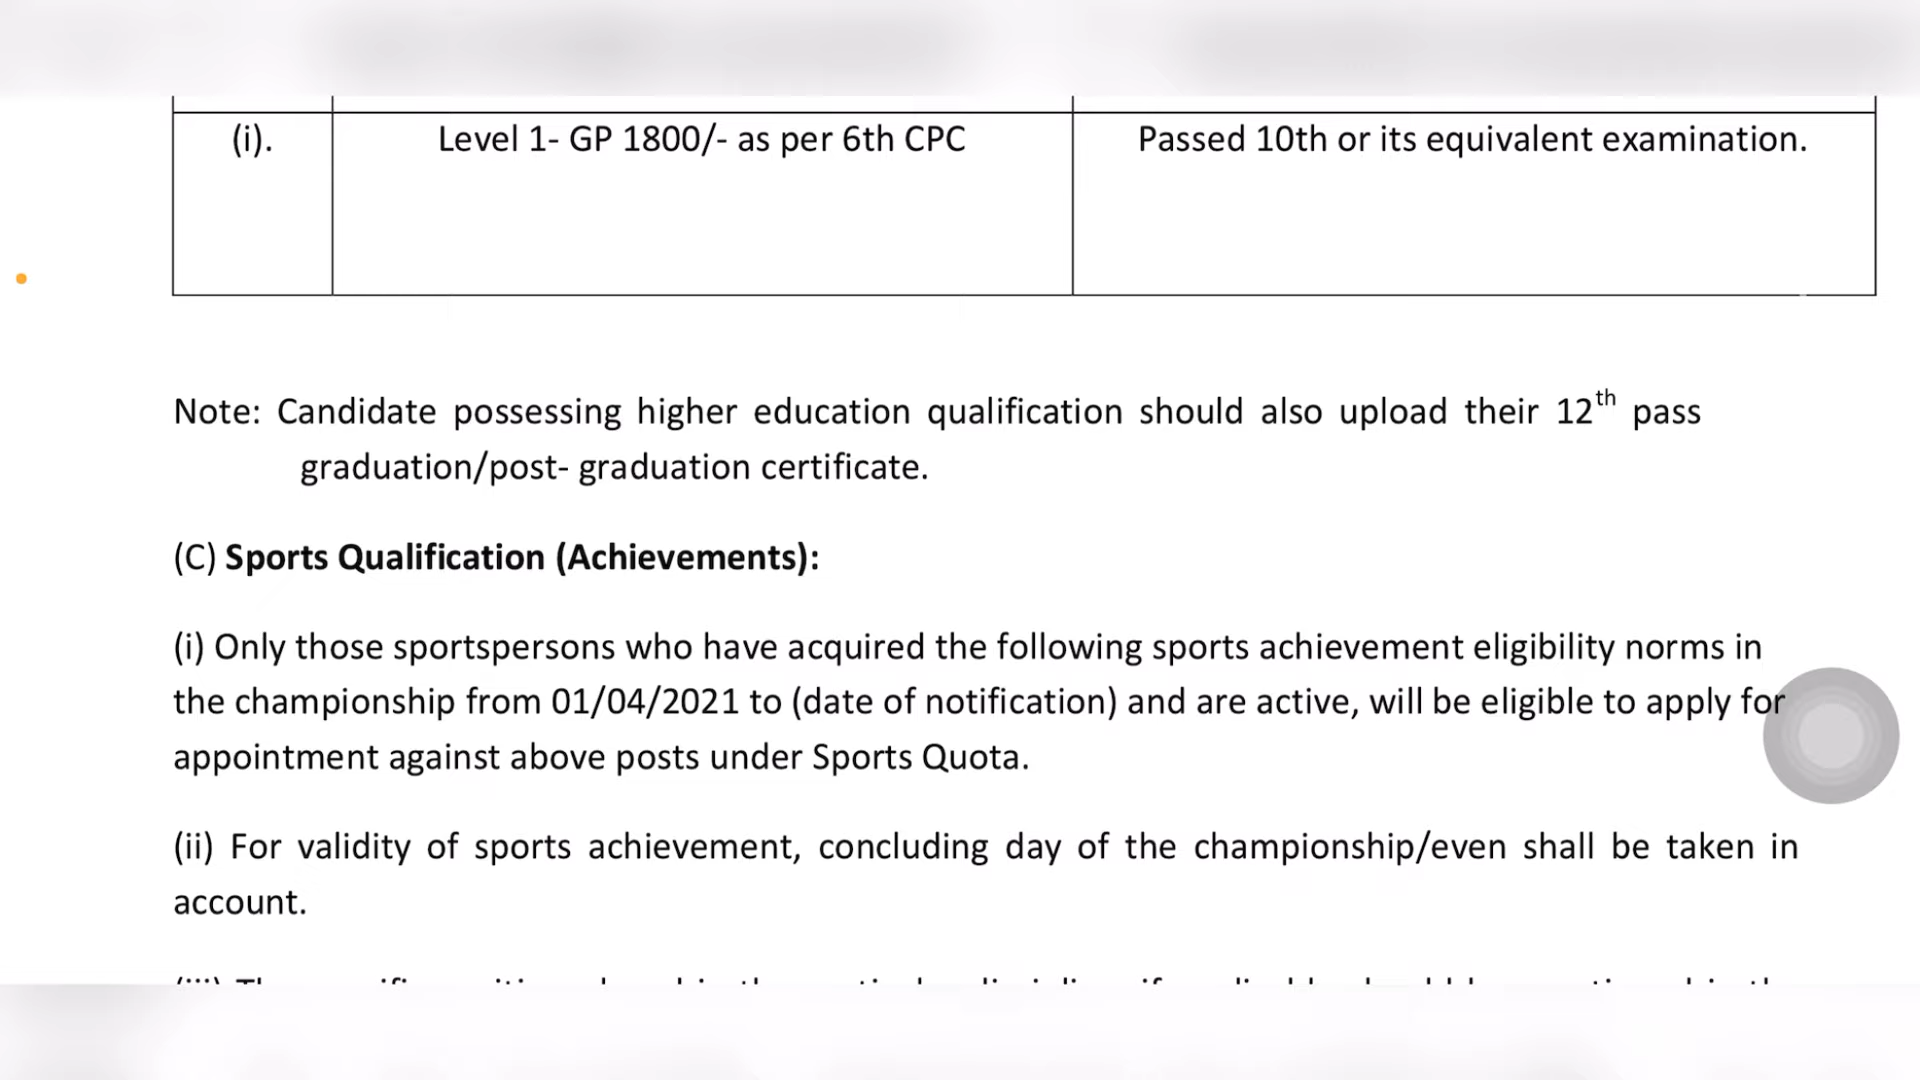 (i).
Level 1- GP 1800/- as per 6th CPC
Passed 10th or its equivalent examination.
Note: Candidate possessing higher education qualification should also upload their 12th pass
graduation/post- graduation certificate.
(C) Sports Qualification (Achievements):
(i) Only those sportspersons who have acquired the following sports achievement eligibility norms in
the championship from 01/04/2021 to (date of notification) and are active, will be eligible to apply for
appointment against above posts under Sports Quota.
(ii) For validity of sports achievement, concluding day of the championship/even shall be taken in
account.